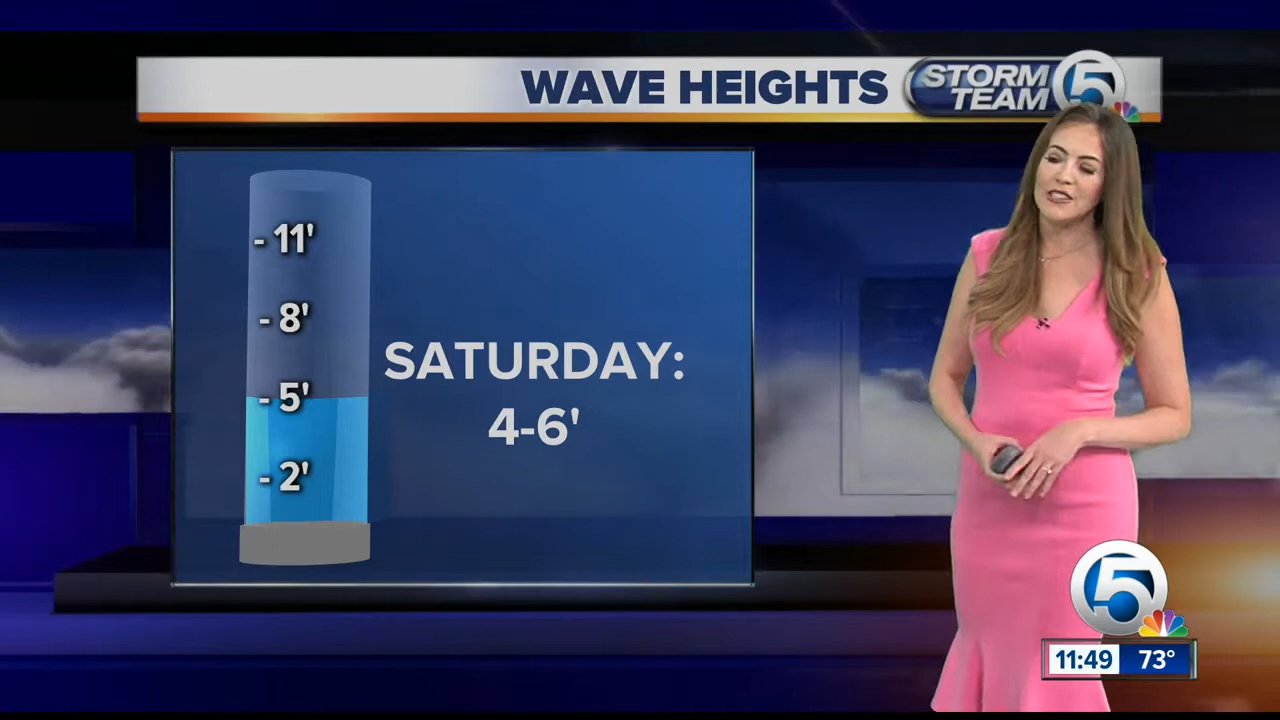 WAVE HEIGHTS
STORM
TEAM
5
- 11'
- 8'
- 5'
- 2'
SATURDAY:
4-6'
5
11:49 73°